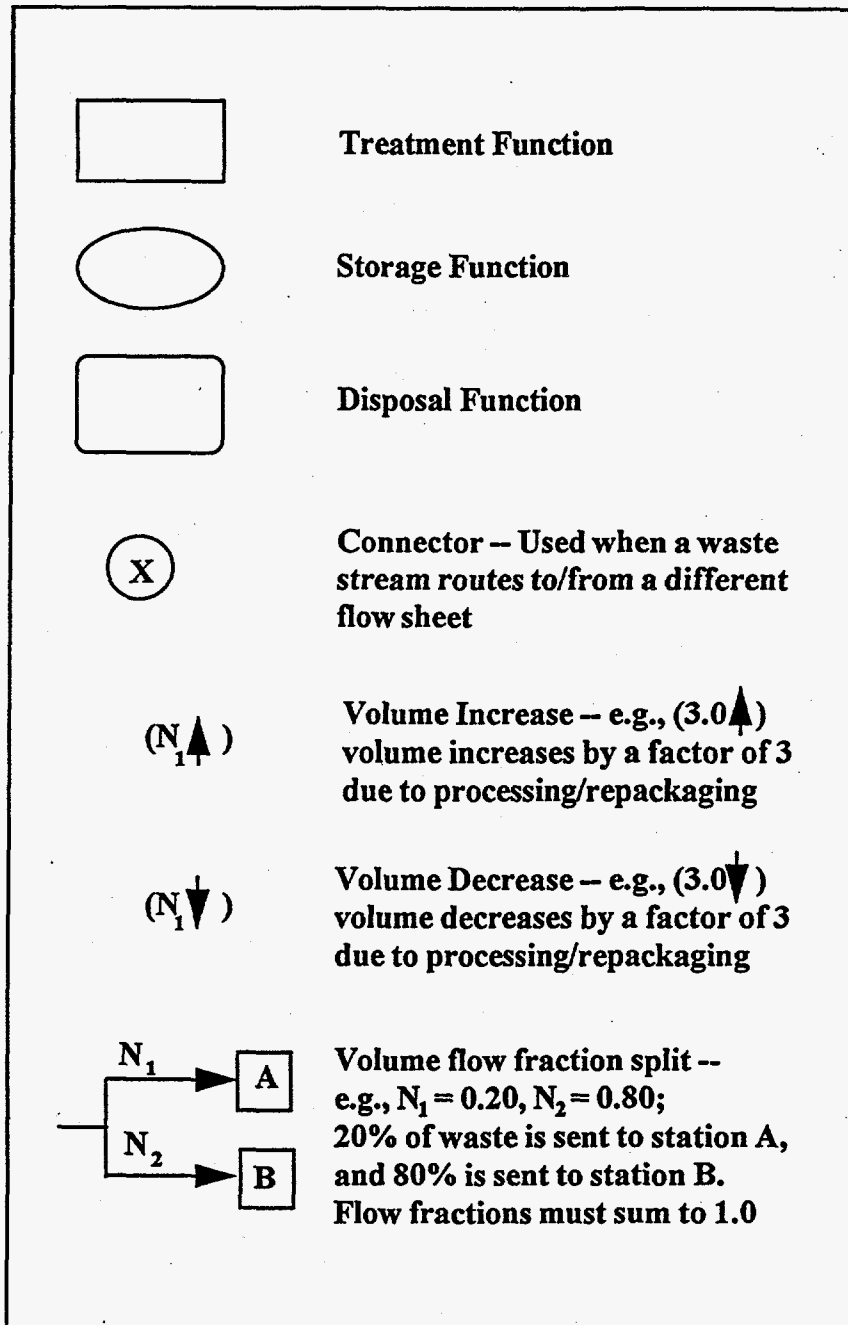 Treatment Function
Storage Function
Disposal Function
X
Connector -- Used when a waste
stream routes to/from a different
flow sheet
(N₁▲)
Volume Increase -- e.g., (3.0▲)
volume increases by a factor of 3
due to processing/repackaging
(N₁▼)
Volume Decrease -- e.g., (3.0▼)
volume decreases by a factor of 3
due to processing/repackaging
N₁
A
N₂
B
Volume flow fraction split --
e.g., N₁ = 0.20, N₂ = 0.80;
20% of waste is sent to station A,
and 80% is sent to station B.
Flow fractions must sum to 1.0